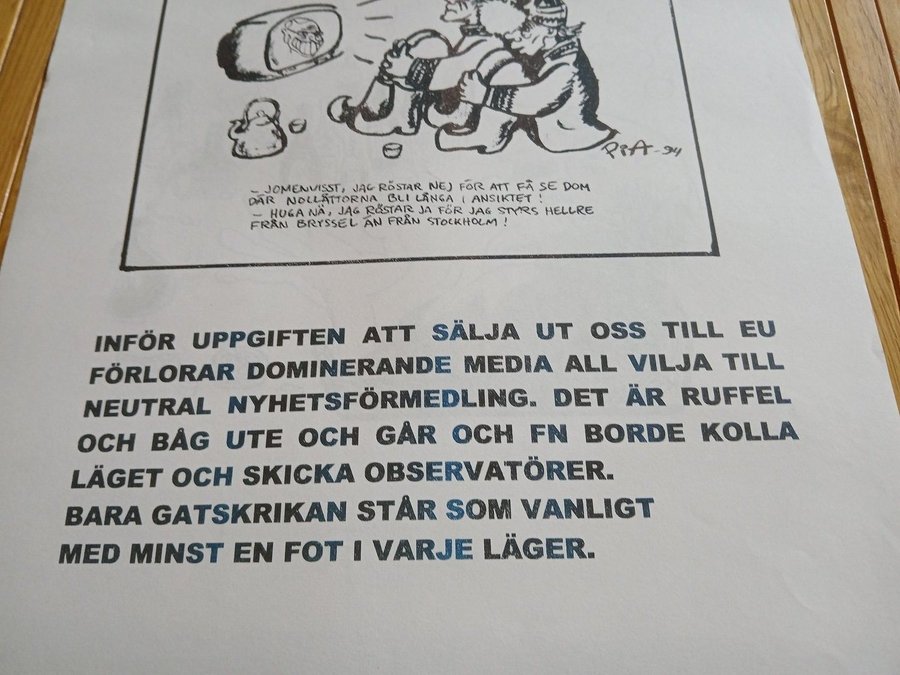 PIA-94
- JOMENVISST, JAG RÖSTAR NEJ FÖR ATT FÅ SE DOM
DÄR NOLLÄTTORNA BLI LÅNGA I ANSIKTET!
- HUGA NÄ, JAG RÖSTAR JA FÖR JAG STYRS HELLRE
FRÅN BRYSSEL ÄN FRÅN STOCKHOLM!
INFÖR UPPGIFTEN ATT SÄLJA UT OSS TILL EU
FÖRLORAR DOMINERANDE MEDIA ALL VILJA TILL
NEUTRAL NYHETSFÖRMEDLING. DET ÄR RUFFEL
OCH BÅG UTE OCH GÅR OCH FN BORDE KOLLA
LÄGET OCH SKICKA OBSERVATÖRER.
BARA GATSKRIKAN STÅR SOM VANLIGT
MED MINST EN FOT I VARJE LÄGER.